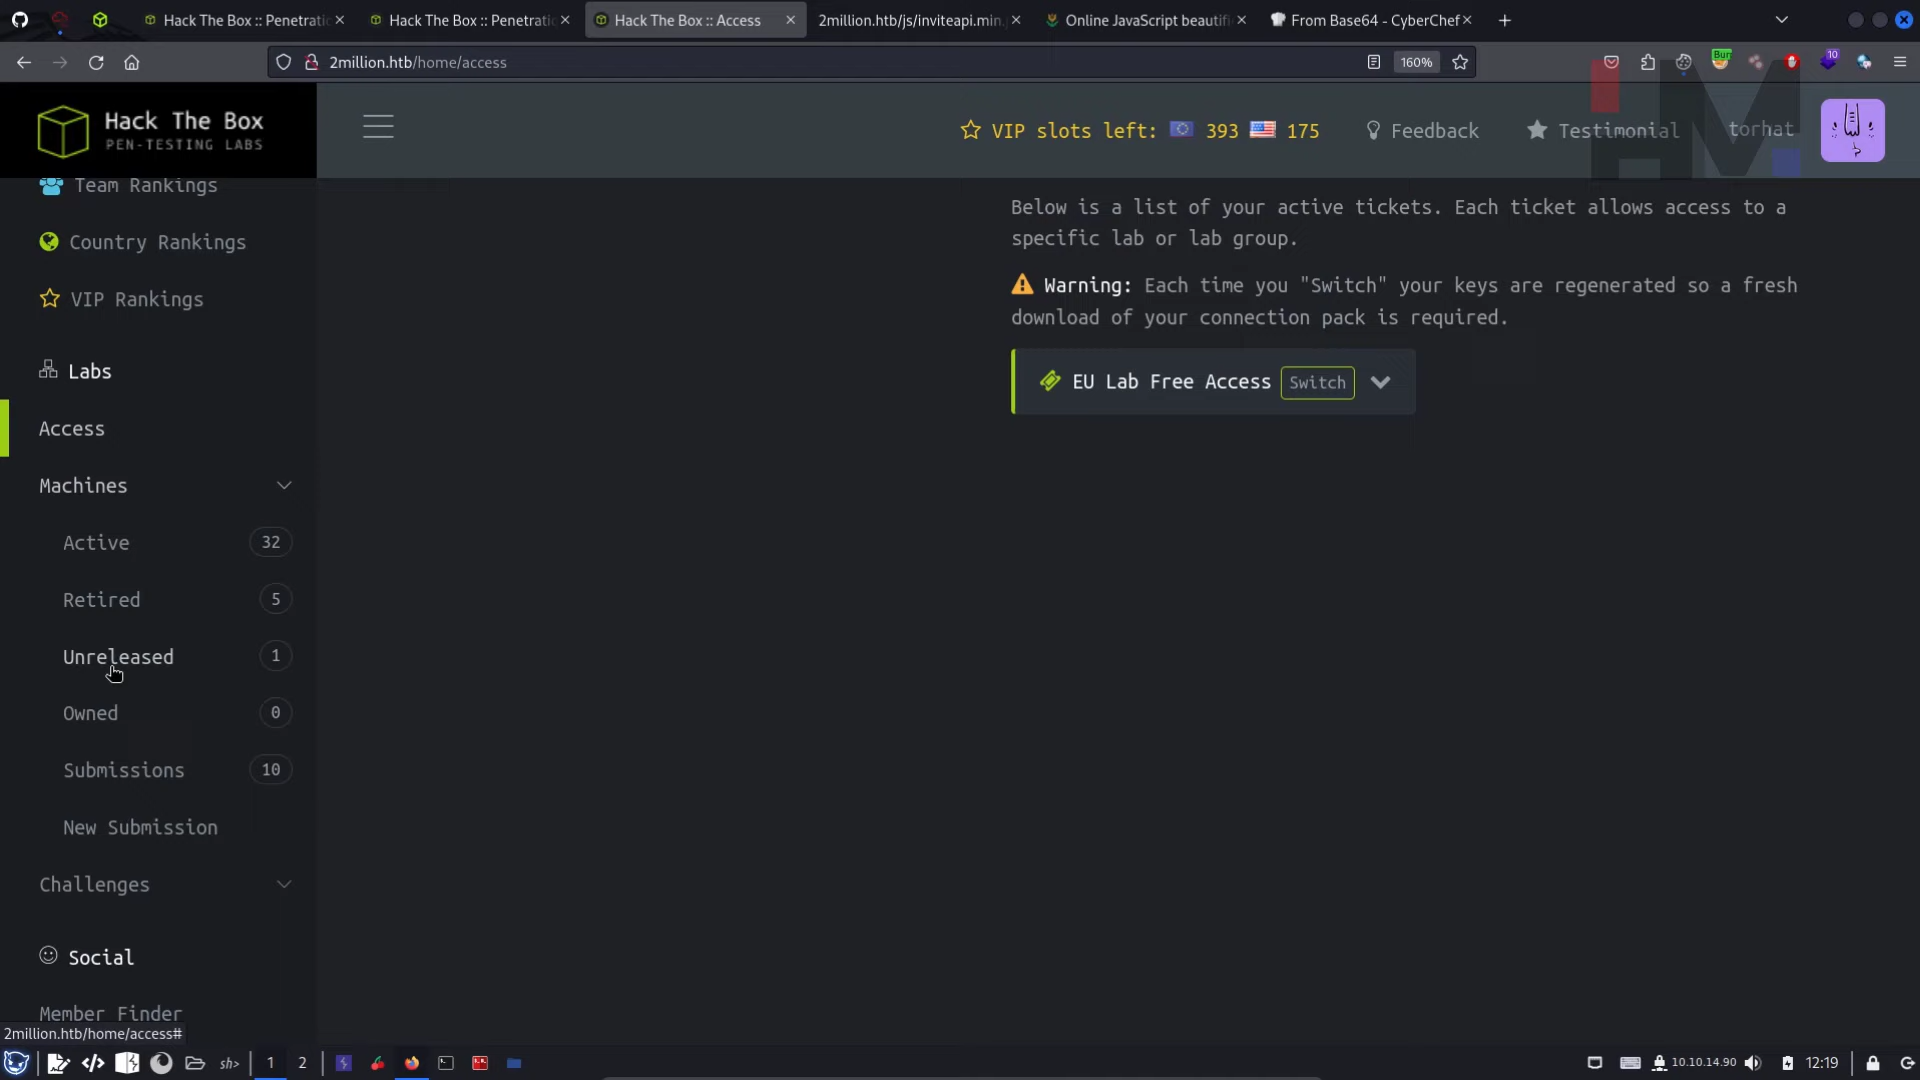 Hack The Box :: Penetratio
Hack The Box :: Penetratio
Hack The Box :: Access
2million.htb/js/inviteapi.min.
Online JavaScript beautifi
From Base64 - CyberChef
2million.htb/home/access
160%
Burp
10
Hack The Box
PEN-TESTING LABS
VIP slots left: 393 175
Feedback
Testimonial
torhat
Team Rankings
Country Rankings
VIP Rankings
Labs
Access
Machines
Active 32
Retired 5
Unreleased 1
Owned 0
Submissions 10
New Submission
Challenges
Social
Member Finder
Below is a list of your active tickets. Each ticket allows access to a
specific lab or lab group.
Warning: Each time you "Switch" your keys are regenerated so a fresh
download of your connection pack is required.
EU Lab Free Access Switch
2million.htb/home/access#
sh>
1
2
10.10.14.90
12:19